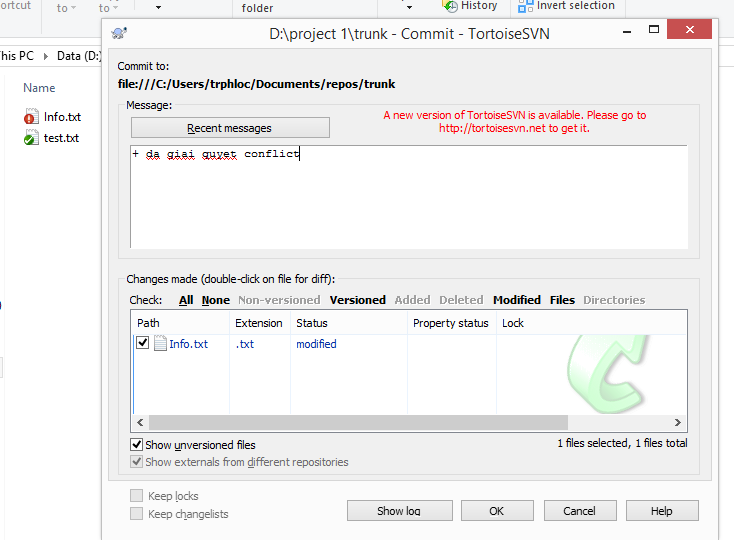 shortcut
to
to
folder
History
Invert selection
This PC
Data (D:)
D:\project 1\trunk - Commit - TortoiseSVN
Name
Info.txt
test.txt
Commit to:
file:///C:/Users/trphloc/Documents/repos/trunk
Message:
Recent messages
A new version of TortoiseSVN is available. Please go to
http://tortoisesvn.net to get it.
+ da giai quyet conflict
Changes made (double-click on file for diff):
Check: All None Non-versioned Versioned Added Deleted Modified Files Directories
Path Extension Status Property status Lock
Info.txt .txt modified
Show unversioned files
1 files selected, 1 files total
Show externals from different repositories
Keep locks
Keep changelists
Show log OK Cancel Help